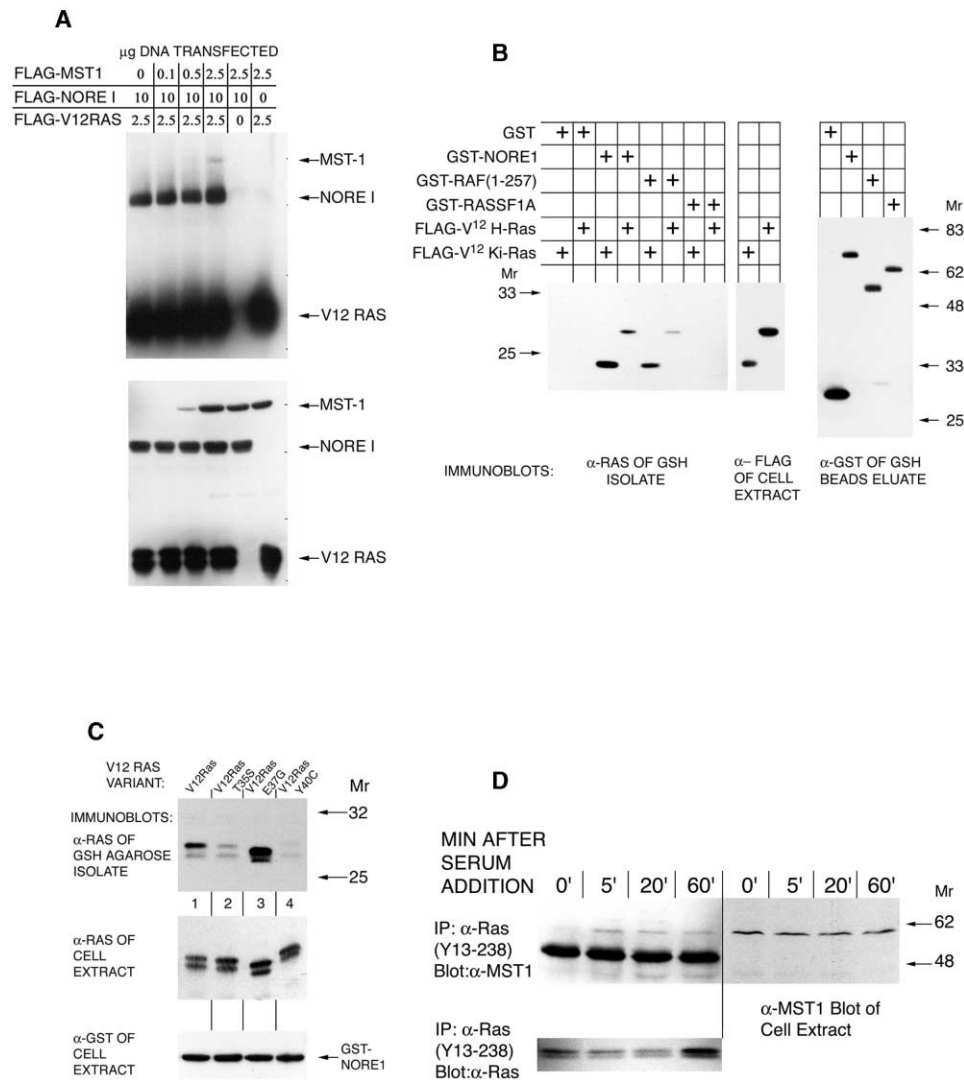 A
μg DNA TRANSFECTED
FLAG-MST1 0 0.1 0.5 2.5 2.5 2.5
FLAG-NORE I 10 10 10 10 10 0
FLAG-V12RAS 2.5 2.5 2.5 2.5 0 2.5
MST-1
NORE I
V12 RAS
MST-1
NORE I
V12 RAS
B
GST + + +
GST-NORE1 + + +
GST-RAF(1-257) + + +
GST-RASSF1A + + +
FLAG-V¹² H-Ras + + + + +
FLAG-V¹² Ki-Ras + + + + +
Mr
33
25
Mr
83
62
48
33
25
IMMUNOBLOTS:
α-RAS OF GSH
ISOLATE
α– FLAG
OF CELL
EXTRACT
α-GST OF GSH
BEADS ELUATE
C
V12 RAS
VARIANT:
V12Ras
V12Ras
T35S
V12Ras
E37G
V12Ras
Y40C
Mr
32
25
IMMUNOBLOTS:
α-RAS OF
GSH AGAROSE
ISOLATE
1 2 3 4
α-RAS OF
CELL
EXTRACT
α-GST OF
CELL
EXTRACT
GST-
NORE1
D
MIN AFTER
SERUM
ADDITION
0' 5' 20' 60' 0' 5' 20' 60'
Mr
62
48
IP: α-Ras
(Y13-238)
Blot:α-MST1
α-MST1 Blot of
Cell Extract
IP: α-Ras
(Y13-238)
Blot:α-Ras